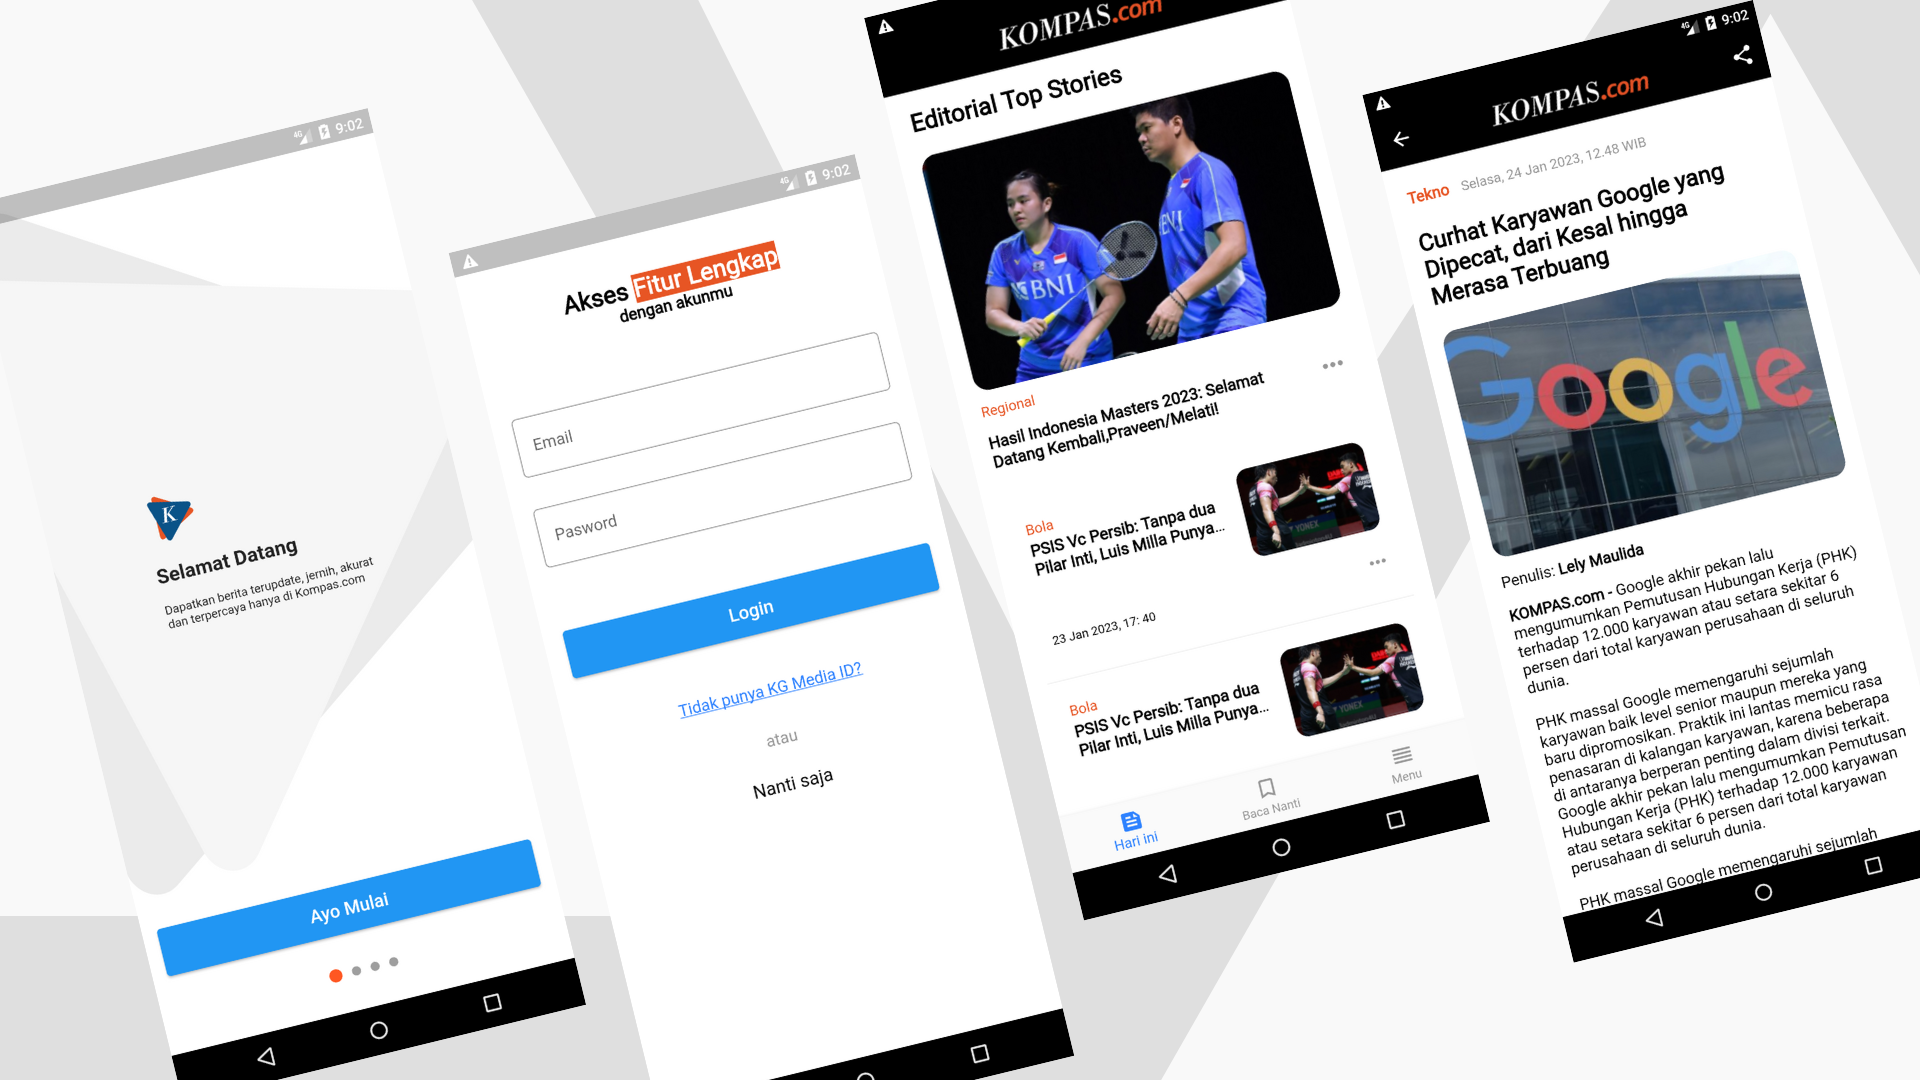 4G 9:02
K
Selamat Datang
Dapatkan berita terupdate, jernih, akurat
dan terpercaya hanya di Kompas.com
Ayo Mulai
4G 9:02
Akses Fitur Lengkap
dengan akunmu
Email
Pasword
Login
Tidak punya KG Media ID?
atau
Nanti saja
KOMPAS.com
Editorial Top Stories
BNI
BNI
Regional
Hasil Indonesia Masters 2023: Selamat
Datang Kembali,Praveen/Melati!
Bola
PSIS Vc Persib: Tanpa dua
Pilar Inti, Luis Milla Punya...
YONEX
23 Jan 2023, 17: 40
Bola
PSIS Vc Persib: Tanpa dua
Pilar Inti, Luis Milla Punya...
YONEX
Hari ini
Baca Nanti
Menu
4G 9:02
KOMPAS.com
Tekno Selasa, 24 Jan 2023, 12.48 WIB
Curhat Karyawan Google yang
Dipecat, dari Kesal hingga
Merasa Terbuang
Google
Penulis: Lely Maulida
KOMPAS.com - Google akhir pekan lalu
mengumumkan Pemutusan Hubungan Kerja (PHK)
terhadap 12.000 karyawan atau setara sekitar 6
persen dari total karyawan perusahaan di seluruh
dunia.
PHK massal Google memengaruhi sejumlah
karyawan baik level senior maupun mereka yang
baru dipromosikan. Praktik ini lantas memicu rasa
penasaran di kalangan karyawan, karena beberapa
di antaranya berperan penting dalam divisi terkait.
Google akhir pekan lalu mengumumkan Pemutusan
Hubungan Kerja (PHK) terhadap 12.000 karyawan
atau setara sekitar 6 persen dari total karyawan
perusahaan di seluruh dunia.
PHK massal Google memengaruhi sejumlah